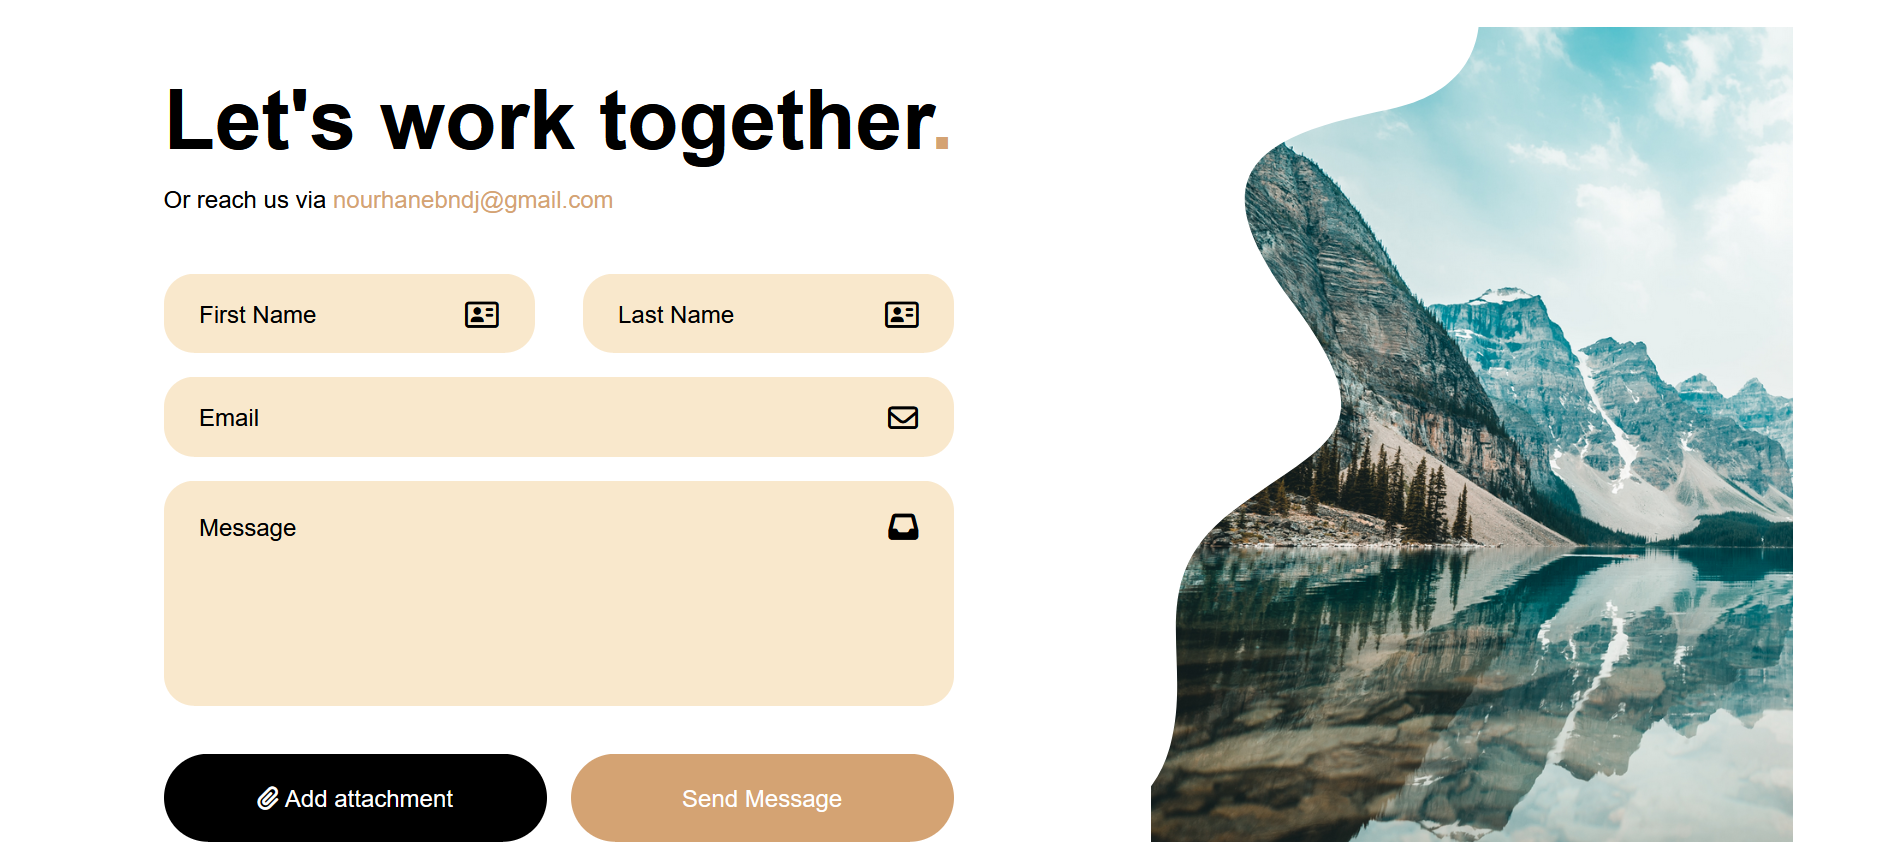 Let's work together.
Or reach us via nourhanebndj@gmail.com
First Name
Last Name
Email
Message
Add attachment
Send Message